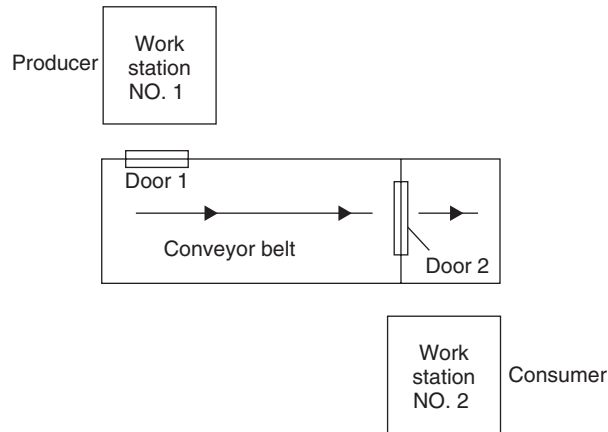 Producer
Work
station
NO. 1
Door 1
Conveyor belt
Door 2
Work
station
NO. 2
Consumer